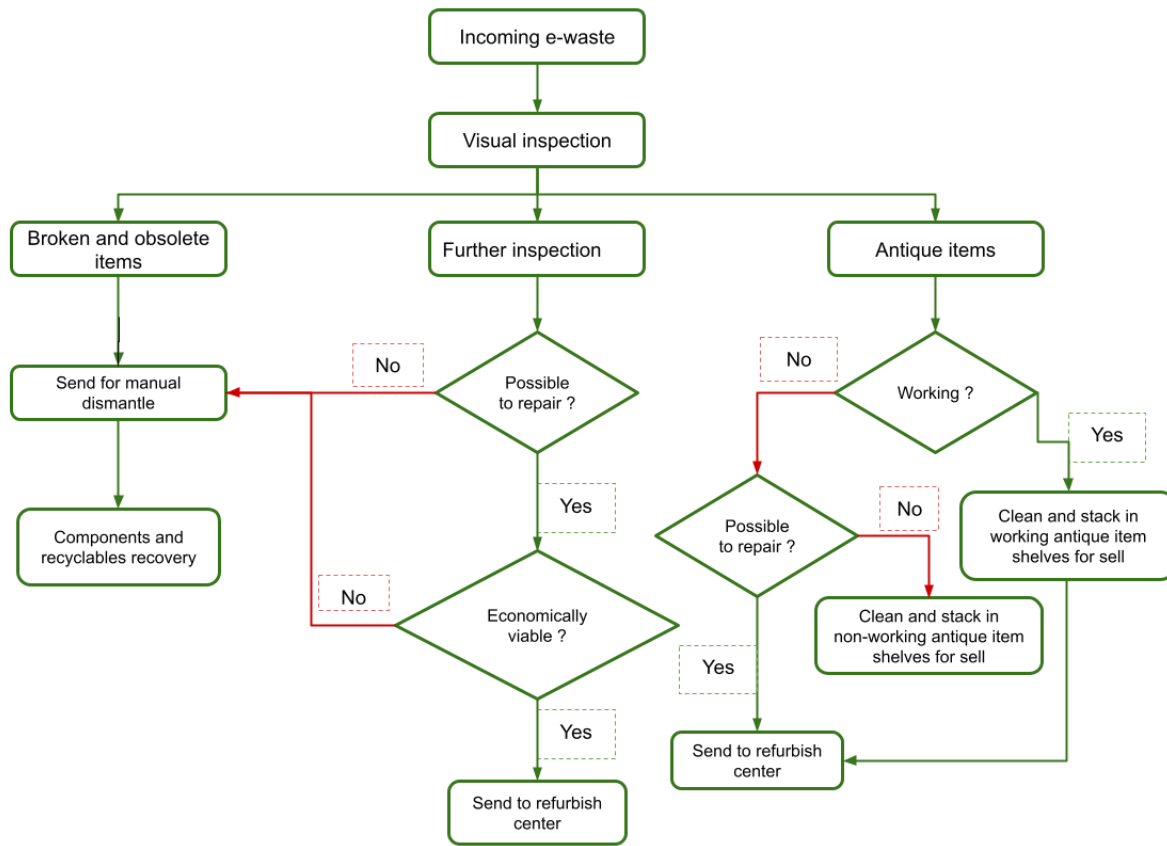 Incoming e-waste
Visual inspection
Broken and obsolete
items
Further inspection
Antique items
No
No
Send for manual
dismantle
Possible
to repair ?
Working ?
Yes
Yes
No
Possible
to repair ?
Clean and stack in
working antique item
shelves for sell
Components and
recyclables recovery
No
Economically
viable ?
Clean and stack in
non-working antique item
shelves for sell
Yes
Yes
Send to refurbish
center
Send to refurbish
center